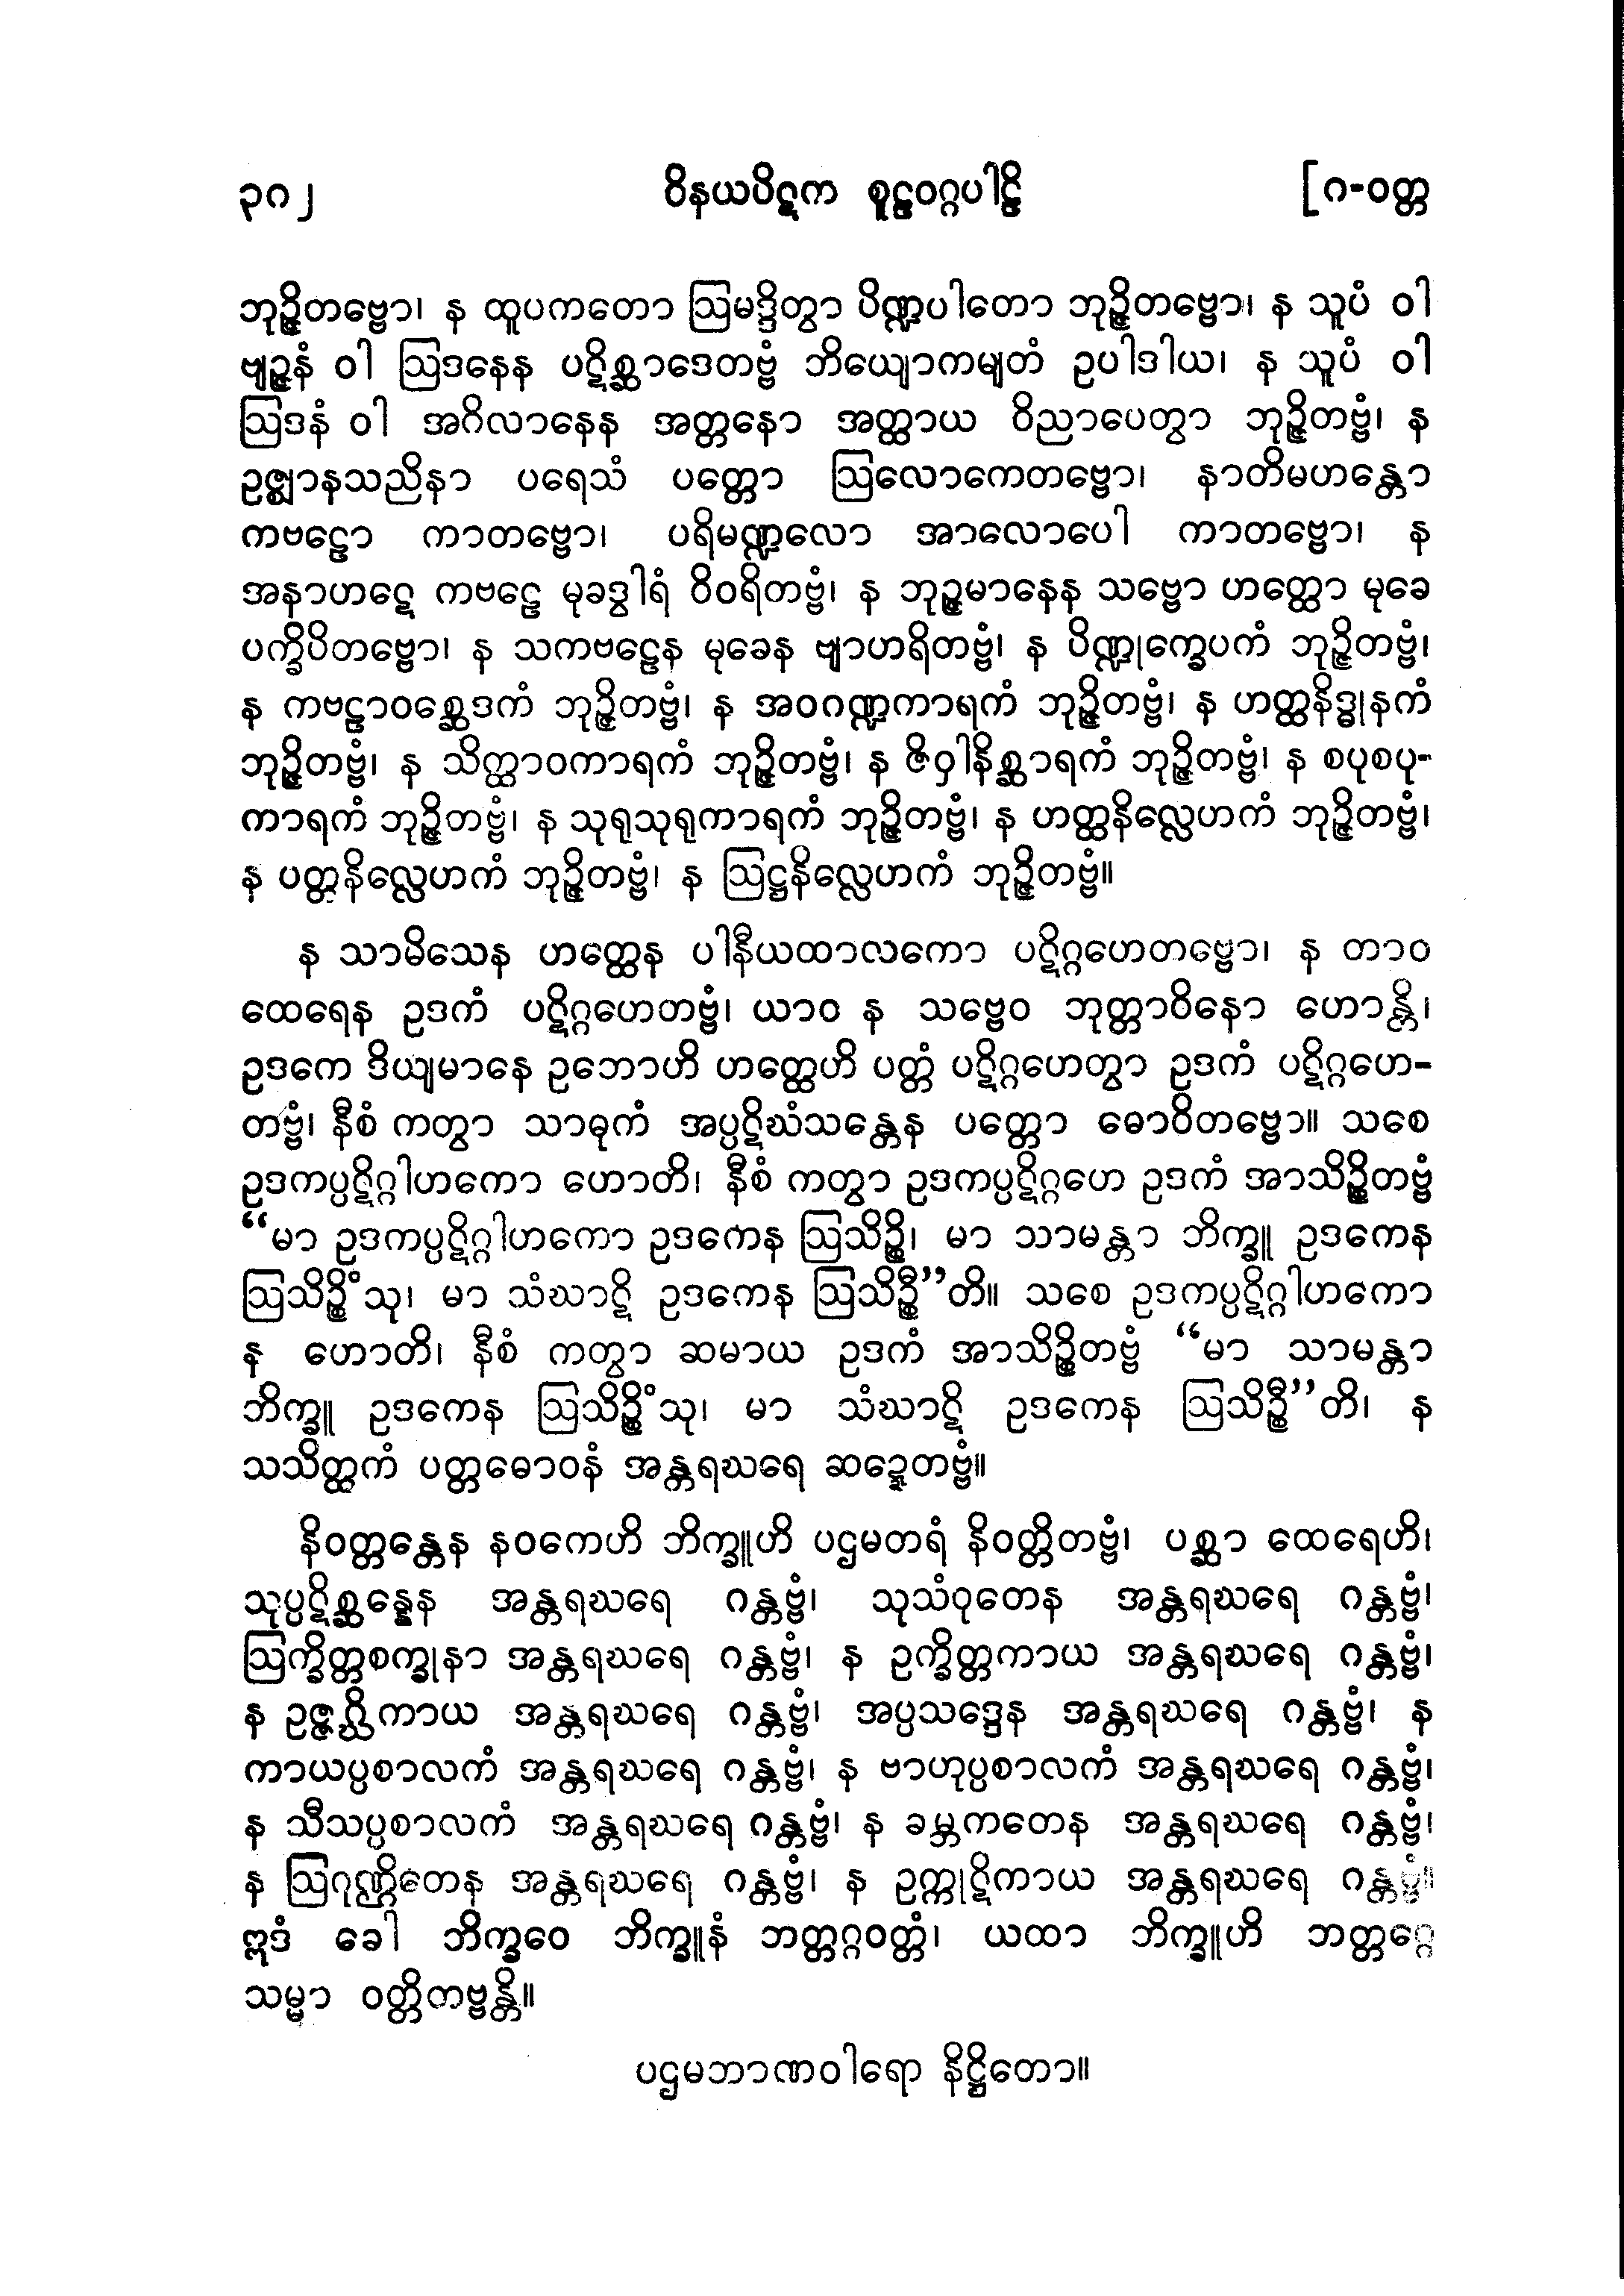 ၃၈၂ ဝိနယပိဋက စူဠဝဂ္ဂပါဠိ [၈-ဝတ္တ
ဘုဉ္ဇိတဗ္ဗော၊ န ထူပကတော ဩမဒ္ဒိတွာ ပိဏ္ဍပါတော ဘုဉ္ဇိတဗ္ဗော၊ န သူပံ ဝါ
ဗျဉ္ဇနံ ဝါ ဩဒနေန ပဋိစ္ဆာဒေတဗ္ဗံ ဘိယျောကမျတံ ဥပါဒါယ၊ န သူပံ ဝါ
ဩဒနံ ဝါ အဂိလာနေန အတ္တနော အတ္ထာယ ဝိညာပေတွာ ဘုဉ္ဇိတဗ္ဗံ၊ န
ဥဇ္ဈာနသညိနာ ပရေသံ ပတ္တော ဩလောကေတဗ္ဗော၊ နာတိမဟန္တော
ကဗဠော ကာတဗ္ဗော၊ ပရိမဏ္ဍလော အာလောပေါ ကာတဗ္ဗော၊ န
အနာဟဋေ ကဗဠေ မုခဒွါရံ ဝိဝရိတဗ္ဗံ၊ န ဘုဉ္ဇမာနေန သဗ္ဗော ဟတ္ထော မုခေ
ပက္ခိပိတဗ္ဗော၊ န သကဗဠေန မုခေန ဗျာဟရိတဗ္ဗံ၊ န ပိဏ္ဍုက္ခေပကံ ဘုဉ္ဇိတဗ္ဗံ၊
န ကဗဠာဝစ္ဆေဒကံ ဘုဉ္ဇိတဗ္ဗံ၊ န အဝဂဏ္ဍကာရကံ ဘုဉ္ဇိတဗ္ဗံ၊ န ဟတ္ထနိဒ္ဓုနကံ
ဘုဉ္ဇိတဗ္ဗံ၊ န သိတ္ထာဝကာရကံ ဘုဉ္ဇိတဗ္ဗံ၊ န ဇိဝှါနိစ္ဆာရကံ ဘုဉ္ဇိတဗ္ဗံ၊ န စပုစပု-
ကာရကံ ဘုဉ္ဇိတဗ္ဗံ၊ န သုရုသုရုကာရကံ ဘုဉ္ဇိတဗ္ဗံ၊ န ဟတ္ထနိလ္လေဟကံ ဘုဉ္ဇိတဗ္ဗံ၊
န ပတ္တနိလ္လေဟကံ ဘုဉ္ဇိတဗ္ဗံ၊ န ဩဋ္ဌနိလ္လေဟကံ ဘုဉ္ဇိတဗ္ဗံ။
န သာမိသေန ဟတ္ထေန ပါနီယထာလကော ပဋိဂ္ဂဟေတဗ္ဗော၊ န တာဝ
ထေရေန ဥဒကံ ပဋိဂ္ဂဟေတဗ္ဗံ၊ ယာဝ န သဗ္ဗေဝ ဘုတ္တာဝိနော ဟောန္တိ၊
ဥဒကေ ဒိယျမာနေ ဥဘောဟိ ဟတ္ထေဟိ ပတ္တံ ပဋိဂ္ဂဟေတွာ ဥဒကံ ပဋိဂ္ဂဟေ-
တဗ္ဗံ၊ နီစံ ကတွာ သာဓုကံ အပ္ပဋိဃံသန္တေန ပတ္တော ဓောဝိတဗ္ဗော။ သစေ
ဥဒကပ္ပဋိဂ္ဂါဟကော ဟောတိ၊ နီစံ ကတွာ ဥဒကပ္ပဋိဂ္ဂဟေ ဥဒကံ အာသိဉ္စိတဗ္ဗံ
“မာ ဥဒကပ္ပဋိဂ္ဂါဟကော ဥဒကေန ဩသိဉ္စိ၊ မာ သာမန္တာ ဘိက္ခူ ဥဒကေန
ဩသိဉ္စိံသု၊ မာ သံဃာဋိ ဥဒကေန ဩသိဉ္စီ”တိ။ သစေ ဥဒကပ္ပဋိဂ္ဂါဟကော
န ဟောတိ၊ နီစံ ကတွာ ဆမာယ ဥဒကံ အာသိဉ္စိတဗ္ဗံ “မာ သာမန္တာ
ဘိက္ခူ ဥဒကေန ဩသိဉ္စိံသု၊ မာ သံဃာဋိ ဥဒကေန ဩသိဉ္စီ”တိ၊ န
သသိတ္ထကံ ပတ္တဓောဝနံ အန္တရဃရေ ဆဍ္ဍေတဗ္ဗံ။
နိဝတ္တန္တေန နဝကေဟိ ဘိက္ခူဟိ ပဌမတရံ နိဝတ္တိတဗ္ဗံ၊ ပစ္ဆာ ထေရေဟိ၊
သုပ္ပဋိစ္ဆန္နေန အန္တရဃရေ ဂန္တဗ္ဗံ၊ သုသံဝုတေန အန္တရဃရေ ဂန္တဗ္ဗံ၊
ဩက္ခိတ္တစက္ခုနာ အန္တရဃရေ ဂန္တဗ္ဗံ၊ န ဥက္ခိတ္တကာယ အန္တရဃရေ ဂန္တဗ္ဗံ၊
န ဥဇ္ဇဂ္ဃိကာယ အန္တရဃရေ ဂန္တဗ္ဗံ၊ အပ္ပသဒ္ဒေန အန္တရဃရေ ဂန္တဗ္ဗံ၊ န
ကာယပ္ပစာလကံ အန္တရဃရေ ဂန္တဗ္ဗံ၊ န ဗာဟုပ္ပစာလကံ အန္တရဃရေ ဂန္တဗ္ဗံ၊
န သီသပ္ပစာလကံ အန္တရဃရေ ဂန္တဗ္ဗံ၊ န ခမ္ဘကတေန အန္တရဃရေ ဂန္တဗ္ဗံ၊
န ဩဂုဏ္ဌိတေန အန္တရဃရေ ဂန္တဗ္ဗံ၊ န ဥက္ကုဋိကာယ အန္တရဃရေ ဂန္တဗ္ဗံ။
ဣဒံ ခေါ ဘိက္ခဝေ ဘိက္ခူနံ ဘတ္တဂ္ဂဝတ္တံ၊ ယထာ ဘိက္ခူဟိ ဘတ္တဂ္ဂေ
သမ္မာ ဝတ္တိကဗ္ဗန္တိ။
ပဌမဘာဏဝါရော နိဋ္ဌိတော။